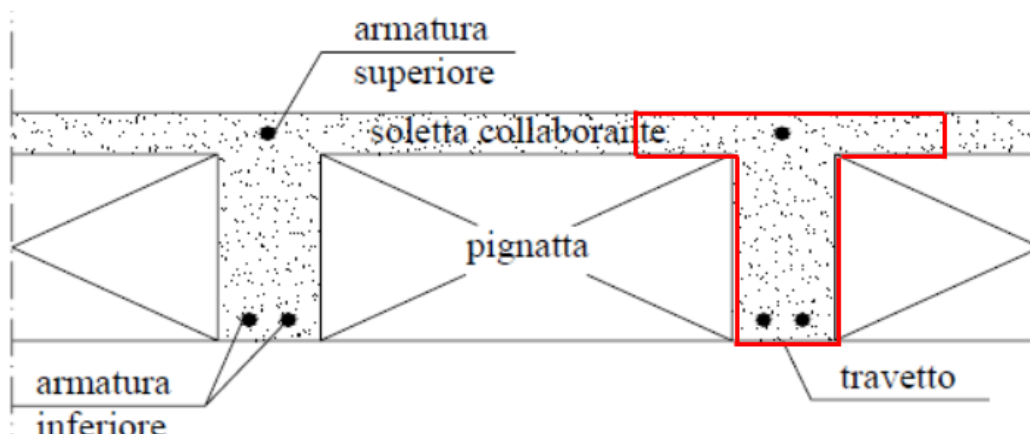 armatura
superiore
soletta collaborante
pignatta
armatura
inferiore
travetto